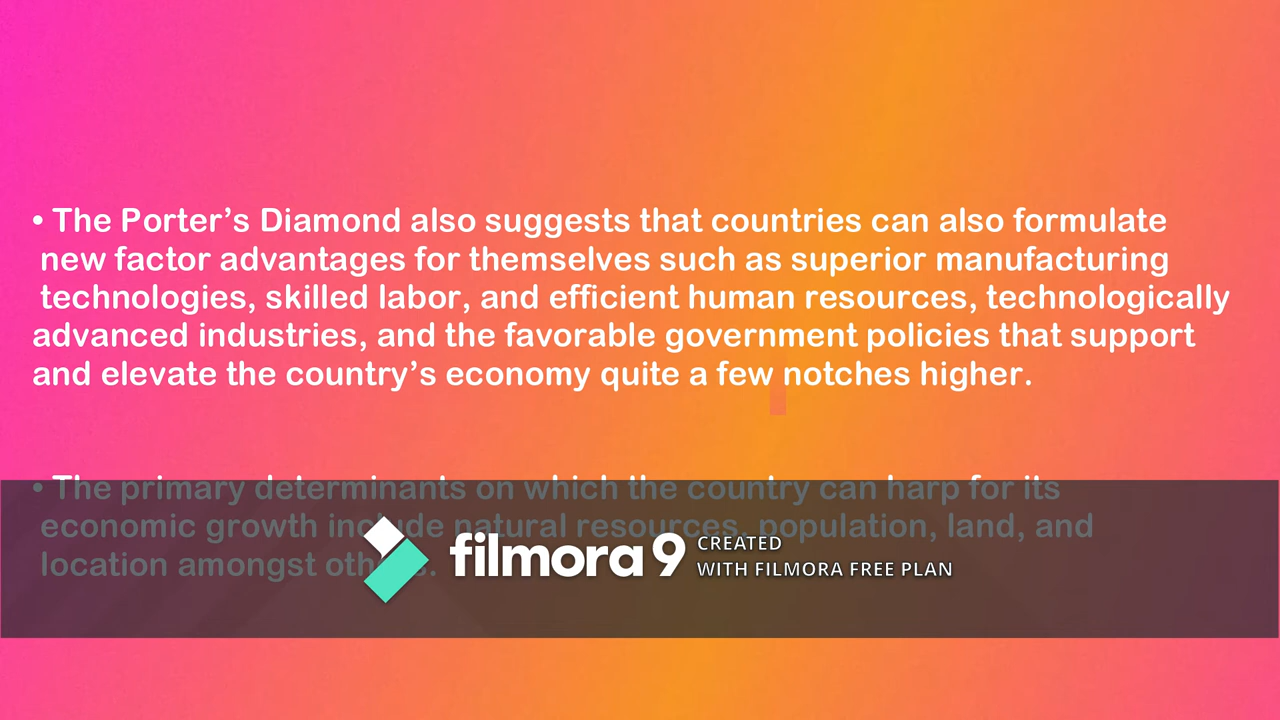 • The Porter’s Diamond also suggests that countries can also formulate
new factor advantages for themselves such as superior manufacturing
technologies, skilled labor, and efficient human resources, technologically
advanced industries, and the favorable government policies that support
and elevate the country’s economy quite a few notches higher.
• The primary determinants on which the country can harp for its
economic growth include natural resources, population, land, and
location amongst
filmora 9
CREATED
WITH FILMORA FREE PLAN